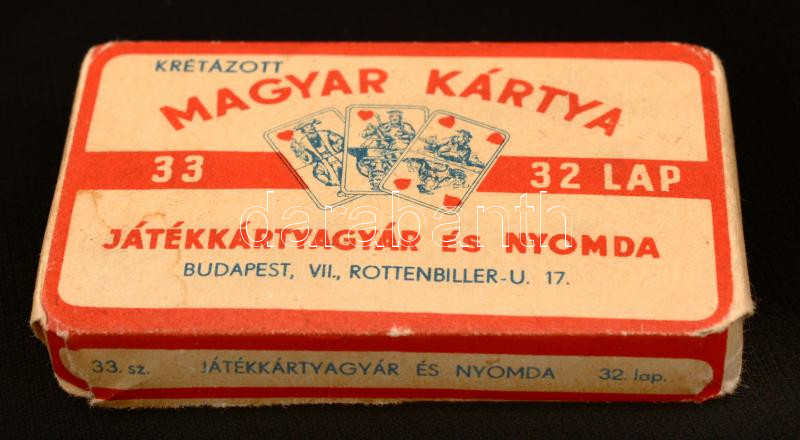 KRÉTÁZOTT
MAGYAR KÁRTYA
33 32 LAP
darabanth
JÁTÉKKÁRTYAGYÁR ÉS NYOMDA
BUDAPEST, VII., ROTTENBILLER-U. 17.
33. sz. JÁTÉKKÁRTYAGYÁR ÉS NYOMDA 32. lap.